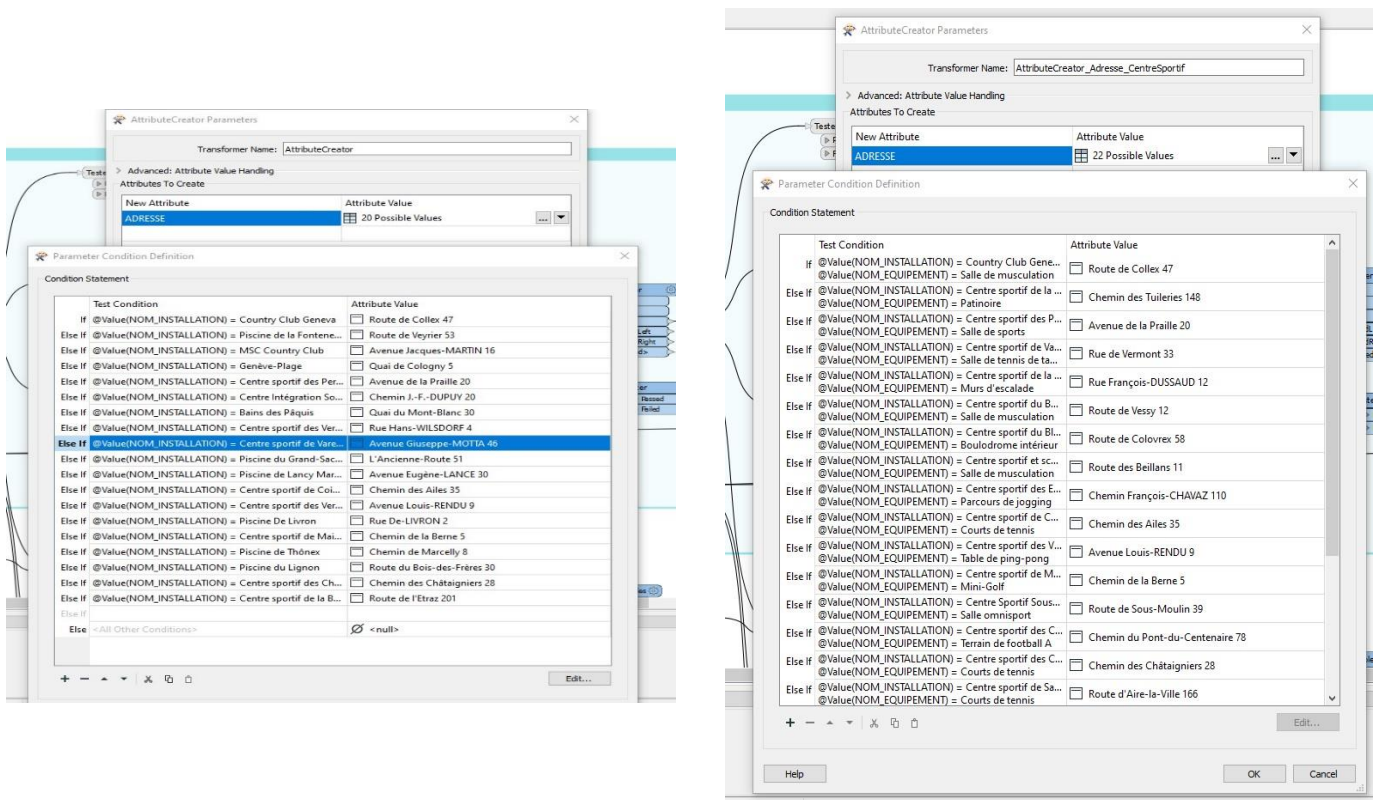 AttributeCreator Parameters
Transformer Name: AttributeCreator
Advanced: Attribute Value Handling
Attributes To Create
New Attribute Attribute Value
ADRESSE 20 Possible Values ...
Parameter Condition Definition
Condition Statement
Test Condition Attribute Value
If @Value(NOM_INSTALLATION) = Country Club Geneva Route de Collex 47
Else If @Value(NOM_INSTALLATION) = Piscine de la Fontene... Route de Veyrier 53
Else If @Value(NOM_INSTALLATION) = MSC Country Club Avenue Jacques-MARTIN 16
Else If @Value(NOM_INSTALLATION) = Genève-Plage Quai de Cologny 5
Else If @Value(NOM_INSTALLATION) = Centre sportif des Per... Avenue de la Praille 20
Else If @Value(NOM_INSTALLATION) = Centre Intégration So... Chemin J.-F.-DUPUY 20
Else If @Value(NOM_INSTALLATION) = Bains des Pâquis Quai du Mont-Blanc 30
Else If @Value(NOM_INSTALLATION) = Centre sportif des Ver... Rue Hans-WILSDORF 4
Else If @Value(NOM_INSTALLATION) = Centre sportif de Vare... Avenue Giuseppe-MOTTA 46
Else If @Value(NOM_INSTALLATION) = Piscine du Grand-Sac... L'Ancienne-Route 51
Else If @Value(NOM_INSTALLATION) = Piscine de Lancy Mar... Avenue Eugène-LANCE 30
Else If @Value(NOM_INSTALLATION) = Centre sportif de Coi... Chemin des Ailes 35
Else If @Value(NOM_INSTALLATION) = Centre sportif des Ver... Avenue Louis-RENDU 9
Else If @Value(NOM_INSTALLATION) = Piscine De Livron Rue De-LIVRON 2
Else If @Value(NOM_INSTALLATION) = Centre sportif de Mai... Chemin de la Berne 5
Else If @Value(NOM_INSTALLATION) = Piscine de Thônex Chemin de Marcelly 8
Else If @Value(NOM_INSTALLATION) = Piscine du Lignon Route du Bois-des-Frères 30
Else If @Value(NOM_INSTALLATION) = Centre sportif des Ch... Chemin des Châtaigniers 28
Else If @Value(NOM_INSTALLATION) = Centre sportif de la B... Route de l'Etraz 201
Else If
Else <All Other Conditions> <null>
Edit...
Teste
Left
Right
Passed
Failed
AttributeCreator Parameters
Transformer Name: AttributeCreator_Adresse_CentreSportif
Advanced: Attribute Value Handling
Attributes To Create
New Attribute Attribute Value
ADRESSE 22 Possible Values ...
Teste
Parameter Condition Definition
Condition Statement
Test Condition Attribute Value
If @Value(NOM_INSTALLATION) = Country Club Gene... Route de Collex 47
@Value(NOM_EQUIPEMENT) = Salle de musculation
Else If @Value(NOM_INSTALLATION) = Centre sportif de la ... Chemin des Tuileries 148
@Value(NOM_EQUIPEMENT) = Patinoire
Else If @Value(NOM_INSTALLATION) = Centre sportif des P... Avenue de la Praille 20
@Value(NOM_EQUIPEMENT) = Salle de sports
Else If @Value(NOM_INSTALLATION) = Centre sportif de Va... Rue de Vermont 33
@Value(NOM_EQUIPEMENT) = Salle de tennis de ta...
Else If @Value(NOM_INSTALLATION) = Centre sportif de la ... Rue François-DUSSAUD 12
@Value(NOM_EQUIPEMENT) = Murs d'escalade
Else If @Value(NOM_INSTALLATION) = Centre sportif du B... Route de Vessy 12
@Value(NOM_EQUIPEMENT) = Salle de musculation
Else If @Value(NOM_INSTALLATION) = Centre sportif du Bl... Route de Colovrex 58
@Value(NOM_EQUIPEMENT) = Boulodrome intérieur
Else If @Value(NOM_INSTALLATION) = Centre sportif et sc... Route des Beillans 11
@Value(NOM_EQUIPEMENT) = Salle de musculation
Else If @Value(NOM_INSTALLATION) = Centre sportif des E... Chemin François-CHAVAZ 110
@Value(NOM_EQUIPEMENT) = Parcours de jogging
Else If @Value(NOM_INSTALLATION) = Centre sportif de C... Chemin des Ailes 35
@Value(NOM_EQUIPEMENT) = Courts de tennis
Else If @Value(NOM_INSTALLATION) = Centre sportif des V... Avenue Louis-RENDU 9
@Value(NOM_EQUIPEMENT) = Table de ping-pong
Else If @Value(NOM_INSTALLATION) = Centre sportif de M... Chemin de la Berne 5
@Value(NOM_EQUIPEMENT) = Mini-Golf
Else If @Value(NOM_INSTALLATION) = Centre Sportif Sous... Route de Sous-Moulin 39
@Value(NOM_EQUIPEMENT) = Salle omnisport
Else If @Value(NOM_INSTALLATION) = Centre sportif des C... Chemin du Pont-du-Centenaire 78
@Value(NOM_EQUIPEMENT) = Terrain de football A
Else If @Value(NOM_INSTALLATION) = Centre sportif des C... Chemin des Châtaigniers 28
@Value(NOM_EQUIPEMENT) = Courts de tennis
Else If @Value(NOM_INSTALLATION) = Centre sportif de Sa... Route d'Aire-la-Ville 166
@Value(NOM_EQUIPEMENT) = Courts de tennis
Edit...
Help OK Cancel